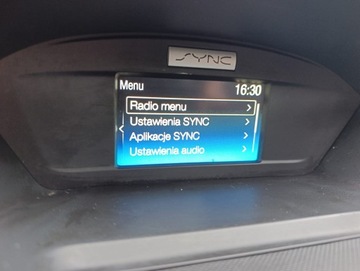 SYNC
Menu 16:30
Radio menu
Ustawienia SYNC
Aplikacje SYNC
Ustawienia audio